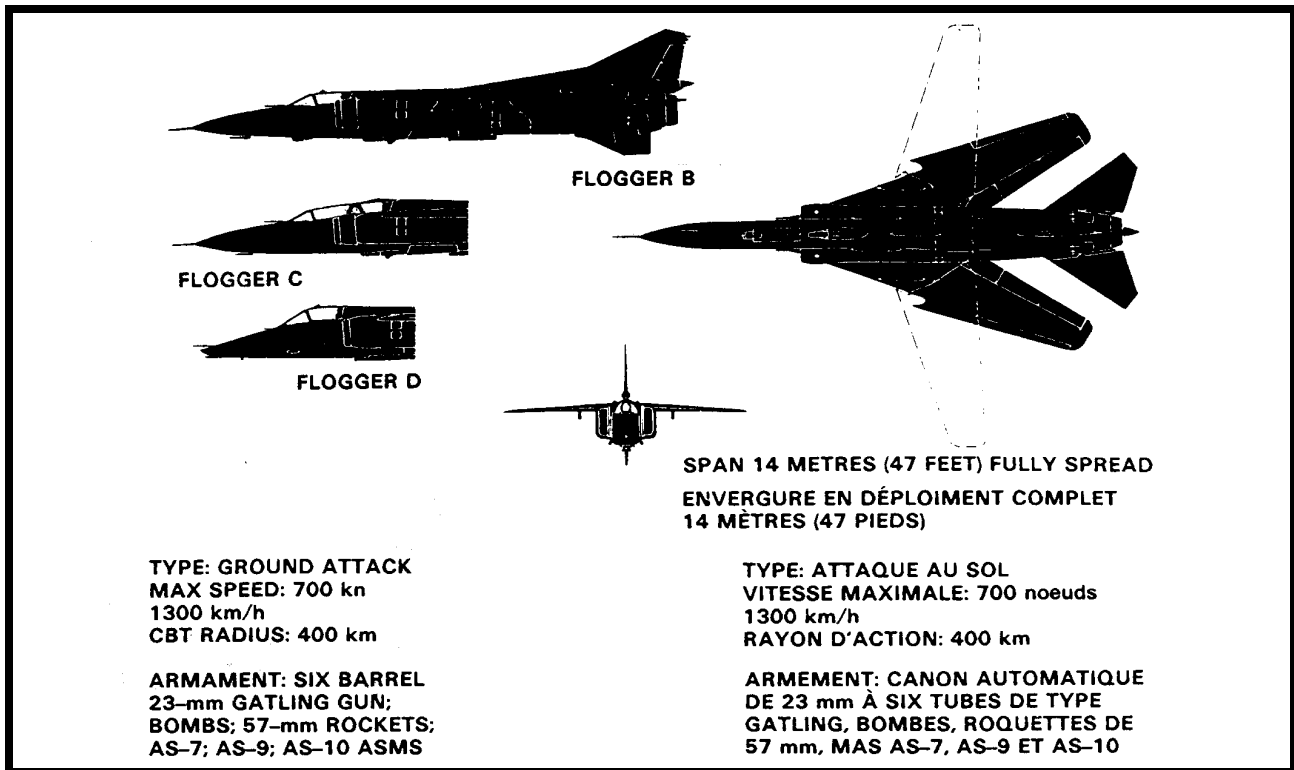 FLOGGER B
FLOGGER C
FLOGGER D
SPAN 14 METRES (47 FEET) FULLY SPREAD
ENVERGURE EN DÉPLOIMENT COMPLET
14 MÈTRES (47 PIEDS)
TYPE: GROUND ATTACK
MAX SPEED: 700 kn
1300 km/h
CBT RADIUS: 400 km
ARMAMENT: SIX BARREL
23–mm GATLING GUN;
BOMBS; 57–mm ROCKETS;
AS–7; AS–9; AS–10 ASMS
TYPE: ATTAQUE AU SOL
VITESSE MAXIMALE: 700 noeuds
1300 km/h
RAYON D'ACTION: 400 km
ARMEMENT: CANON AUTOMATIQUE
DE 23 mm À SIX TUBES DE TYPE
GATLING, BOMBES, ROQUETTES DE
57 mm, MAS AS–7, AS–9 ET AS–10